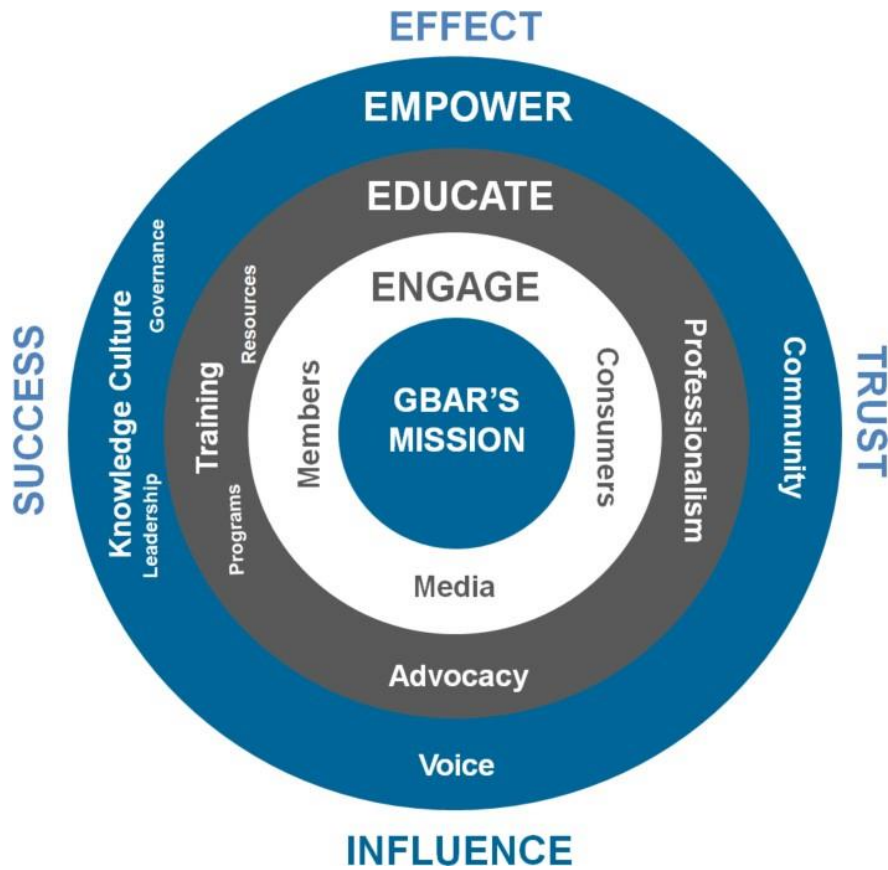 EFFECT
EMPOWER
EDUCATE
ENGAGE
GBAR'S
MISSION
SUCCESS
Knowledge Culture
Governance
Leadership
Training
Resources
Programs
Members
Consumers
Professionalism
Community
TRUST
Media
Advocacy
Voice
INFLUENCE